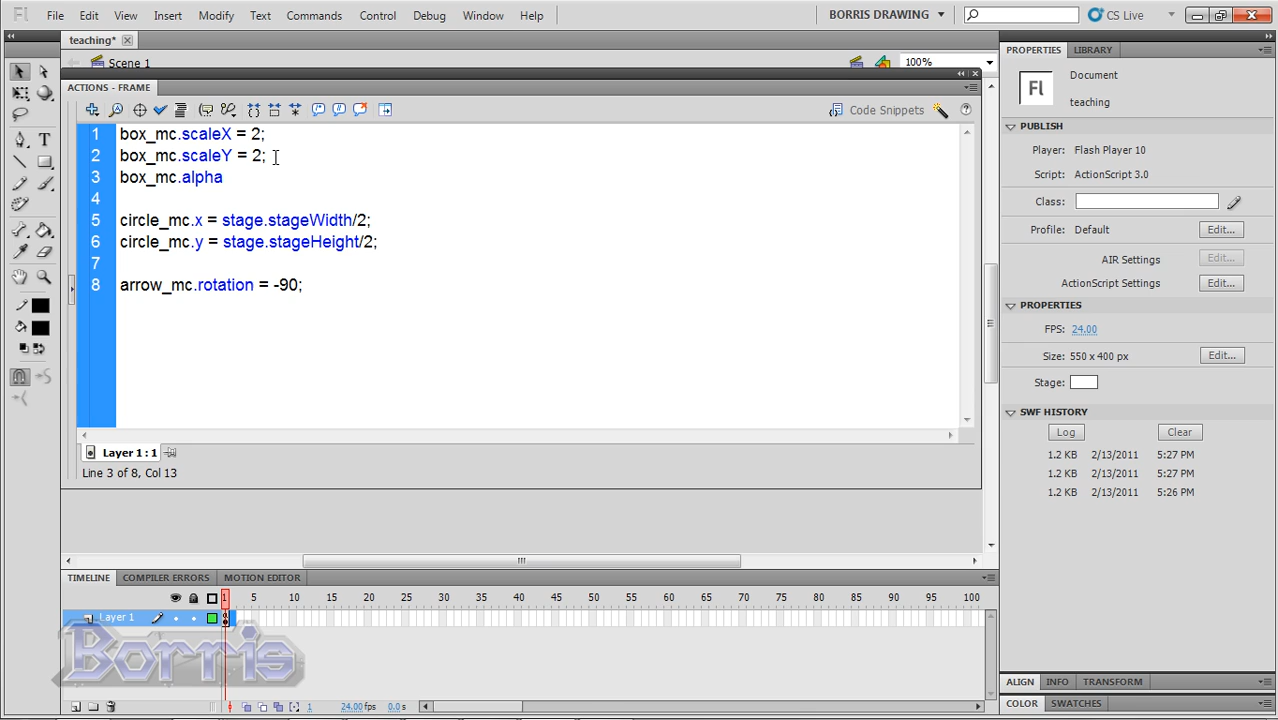 Fl File Edit View Insert Modify Text Commands Control Debug Window Help BORRIS DRAWING CS Live
teaching*
Scene 1 100%
ACTIONS - FRAME
Code Snippets
1 box_mc.scaleX = 2;
2 box_mc.scaleY = 2;
3 box_mc.alpha
4
5 circle_mc.x = stage.stageWidth/2;
6 circle_mc.y = stage.stageHeight/2;
7
8 arrow_mc.rotation = -90;
Layer 1 : 1
Line 3 of 8, Col 13
TIMELINE COMPILER ERRORS MOTION EDITOR
1 5 10 15 20 25 30 35 40 45 50 55 60 65 70 75 80 85 90 95 100
Layer 1
Borris
1 24.00 fps 0.0 s
PROPERTIES LIBRARY
Fl Document
teaching
PUBLISH
Player: Flash Player 10
Script: ActionScript 3.0
Class:
Profile: Default Edit...
AIR Settings Edit...
ActionScript Settings Edit...
PROPERTIES
FPS: 24.00
Size: 550 x 400 px Edit...
Stage:
SWF HISTORY
Log Clear
1.2 KB 2/13/2011 5:27 PM
1.2 KB 2/13/2011 5:27 PM
1.2 KB 2/13/2011 5:26 PM
ALIGN INFO TRANSFORM
COLOR SWATCHES